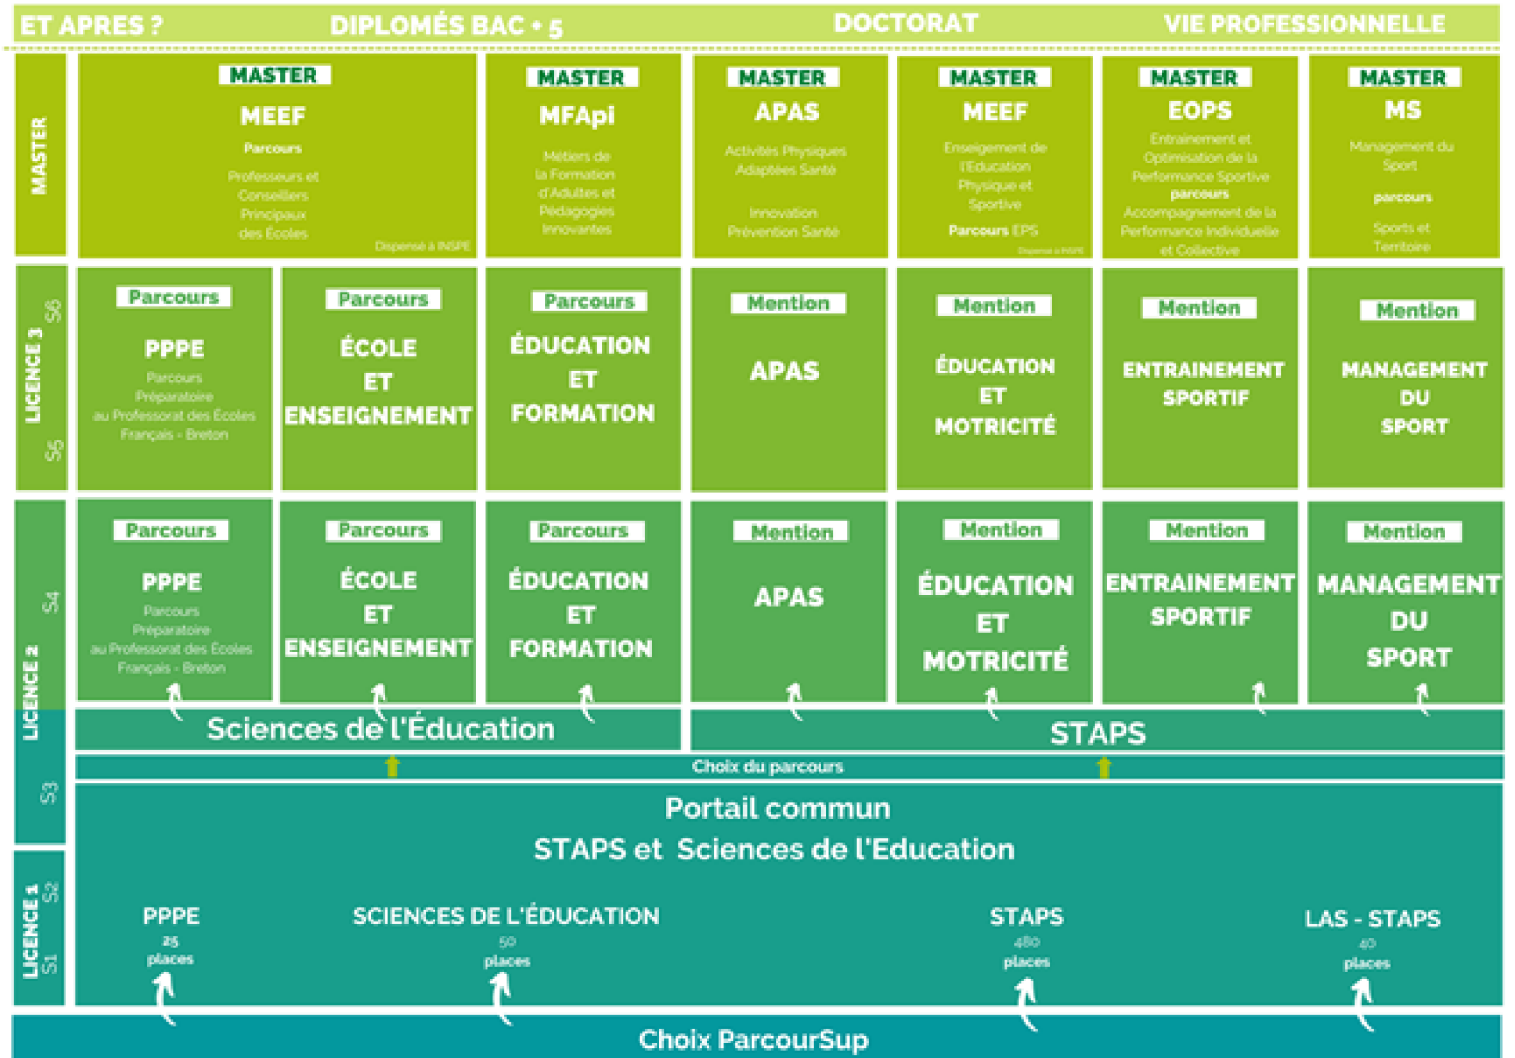 ET APRES ? DIPLOMÉS BAC + 5 DOCTORAT VIE PROFESSIONNELLE
MASTER
MASTER
MEEF
Parcours
Professeurs et
Conseillers
Principaux
des Écoles
Dispensé à INSPE
MASTER
MFApi
Métiers de
la Formation
d'Adultes et
Pédagogies
Innovantes
MASTER
APAS
Activités Physiques
Adaptées Santé
Innovation
Prévention Santé
MASTER
MEEF
Enseigement de
l'Education
Physique et
Sportive
Parcours EPS
Dispensé à INSPE
MASTER
EOPS
Entrainement et
Optimisation de la
Performance Sportive
parcours
Accompagnement de la
Performance Individuelle
et Collective
MASTER
MS
Management du
Sport
parcours
Sports et
Territoire
LICENCE 3
S6
S5
Parcours
PPPE
Parcours
Préparatoire
au Professorat des Écoles
Français - Breton
Parcours
ÉCOLE
ET
ENSEIGNEMENT
Parcours
ÉDUCATION
ET
FORMATION
Mention
APAS
Mention
ÉDUCATION
ET
MOTRICITÉ
Mention
ENTRAINEMENT
SPORTIF
Mention
MANAGEMENT
DU
SPORT
LICENCE 2
S4
S3
Parcours
PPPE
Parcours
Préparatoire
au Professorat des Écoles
Français - Breton
Parcours
ÉCOLE
ET
ENSEIGNEMENT
Parcours
ÉDUCATION
ET
FORMATION
Mention
APAS
Mention
ÉDUCATION
ET
MOTRICITÉ
Mention
ENTRAINEMENT
SPORTIF
Mention
MANAGEMENT
DU
SPORT
Sciences de l'Éducation
STAPS
Choix du parcours
Portail commun
STAPS et Sciences de l'Education
LICENCE 1
S2
S1
PPPE
25
places
SCIENCES DE L'ÉDUCATION
50
places
STAPS
480
places
LAS - STAPS
40
places
Choix ParcourSup